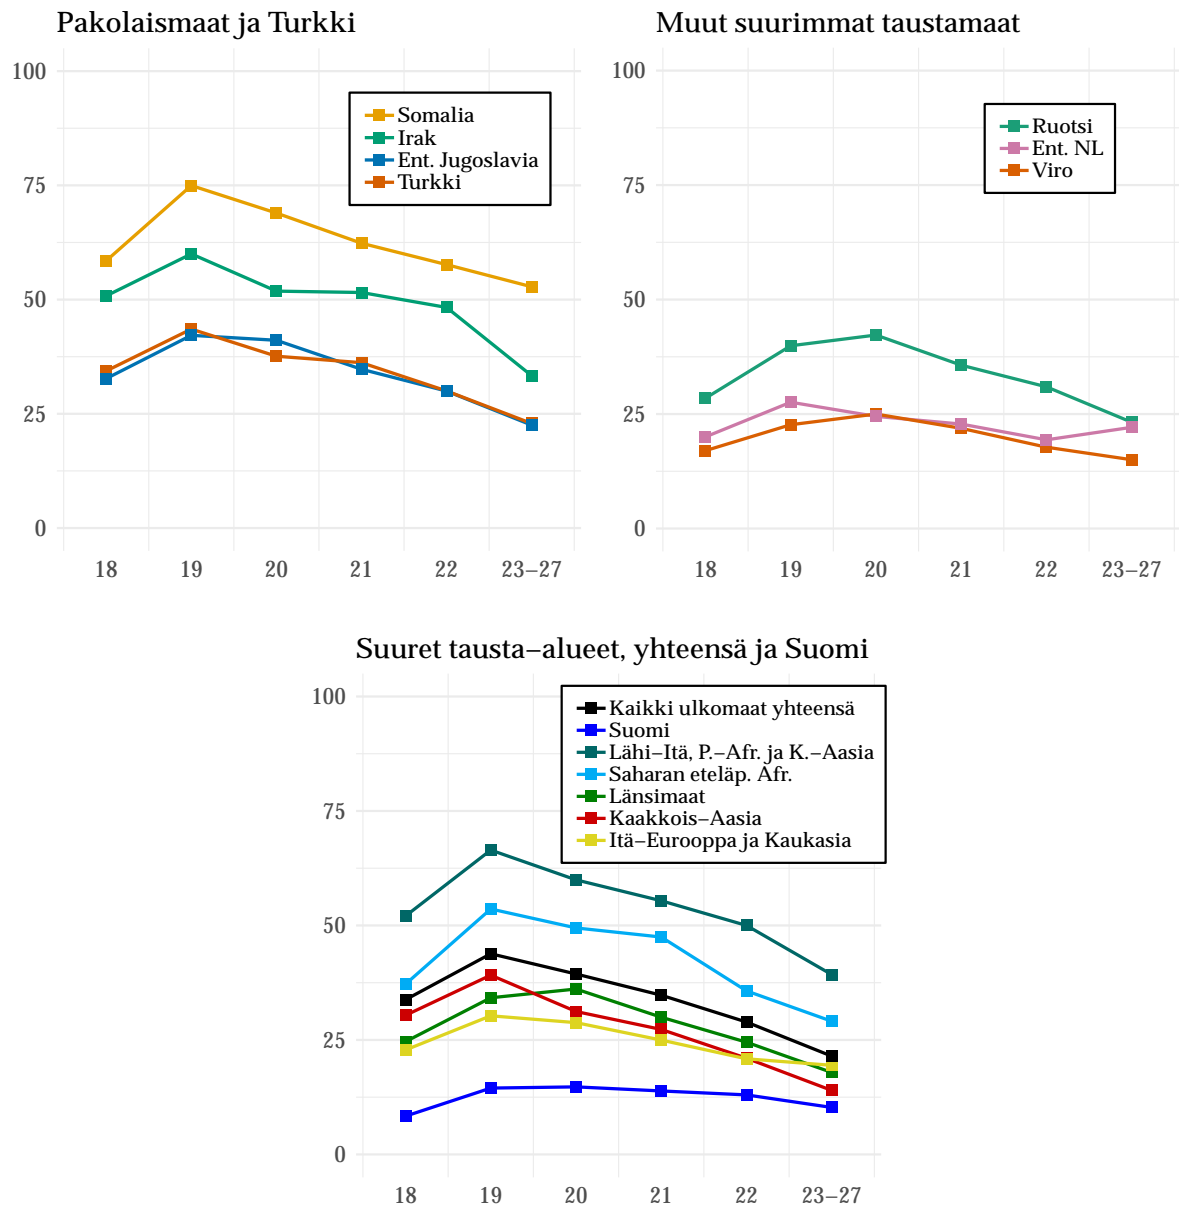 Pakolaismaat ja Turkki
100
75
50
25
0
Somalia
Irak
Ent. Jugoslavia
Turkki
18 19 20 21 22 23–27
Muut suurimmat taustamaat
100
75
50
25
0
Ruotsi
Ent. NL
Viro
18 19 20 21 22 23–27
Suuret tausta–alueet, yhteensä ja Suomi
100
75
50
25
0
Kaikki ulkomaat yhteensä
Suomi
Lähi–Itä, P.–Afr. ja K.–Aasia
Saharan eteläp. Afr.
Länsimaat
Kaakkois–Aasia
Itä–Eurooppa ja Kaukasia
18 19 20 21 22 23–27